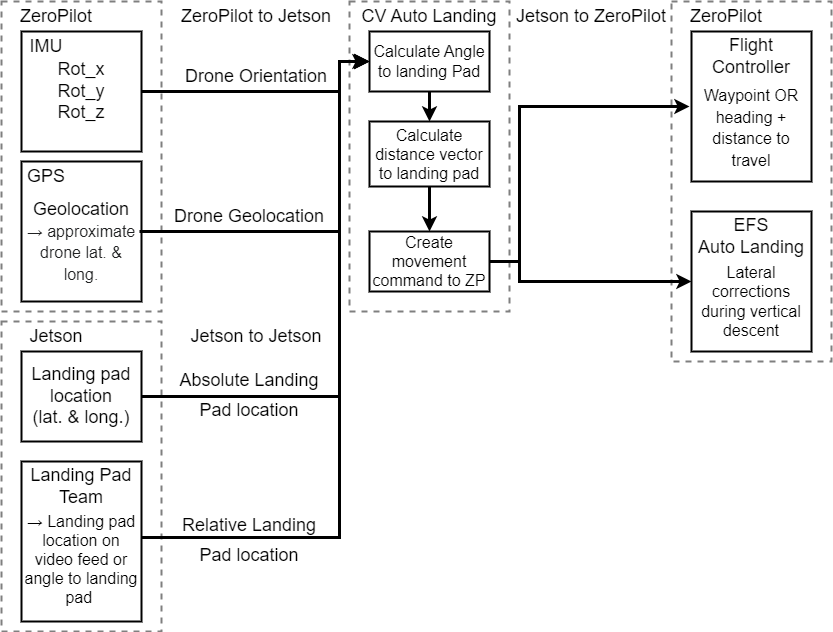 ZeroPilot
ZeroPilot to Jetson
CV Auto Landing
Jetson to ZeroPilot
ZeroPilot
IMU
Rot_x
Rot_y
Rot_z
Drone Orientation
GPS
Geolocation
→ approximate
drone lat. &
long.
Drone Geolocation
Jetson
Jetson to Jetson
Landing pad
location
(lat. & long.)
Absolute Landing
Pad location
Landing Pad
Team
→ Landing pad
location on
video feed or
angle to landing
pad
Relative Landing
Pad location
Calculate Angle
to landing Pad
Calculate
distance vector
to landing pad
Create
movement
command to ZP
Flight
Controller
Waypoint OR
heading +
distance to
travel
EFS
Auto Landing
Lateral
corrections
during vertical
descent